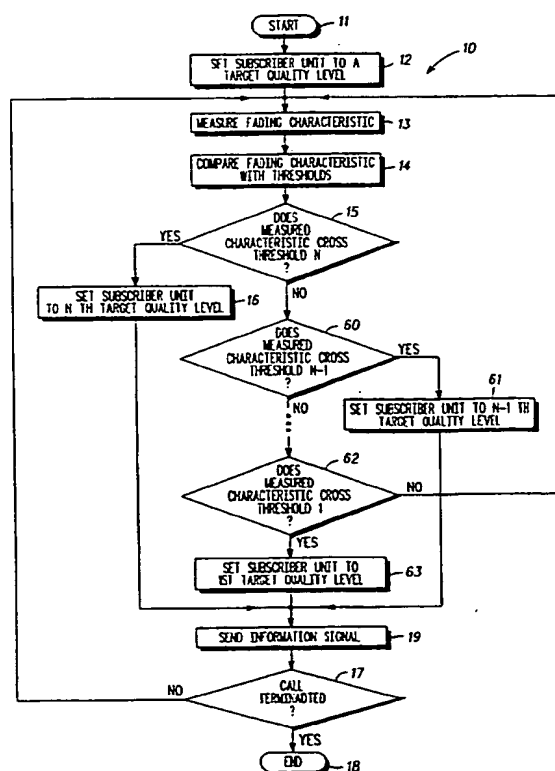 START
11
10
SET SUBSCRIBER UNIT TO A
TARGET QUALITY LEVEL
12
MEASURE FADING CHARACTERISTIC
13
COMPARE FADING CHARACTERISTIC
WITH THRESHOLDS
14
15
DOES
MEASURED
CHARACTERISTIC CROSS
THRESHOLD N
?
YES
NO
SET SUBSCRIBER UNIT
TO N TH TARGET QUALITY LEVEL
16
60
DOES
MEASURED
CHARACTERISTIC CROSS
THRESHOLD N-1
?
YES
NO
61
SET SUBSCRIBER UNIT TO N-1 TH
TARGET QUALITY LEVEL
62
DOES
MEASURED
CHARACTERISTIC CROSS
THRESHOLD 1
?
NO
YES
SET SUBSCRIBER UNIT TO
1ST TARGET QUALITY LEVEL
63
SEND INFORMATION SIGNAL
19
17
CALL
TERMINADTED
?
NO
YES
END
18